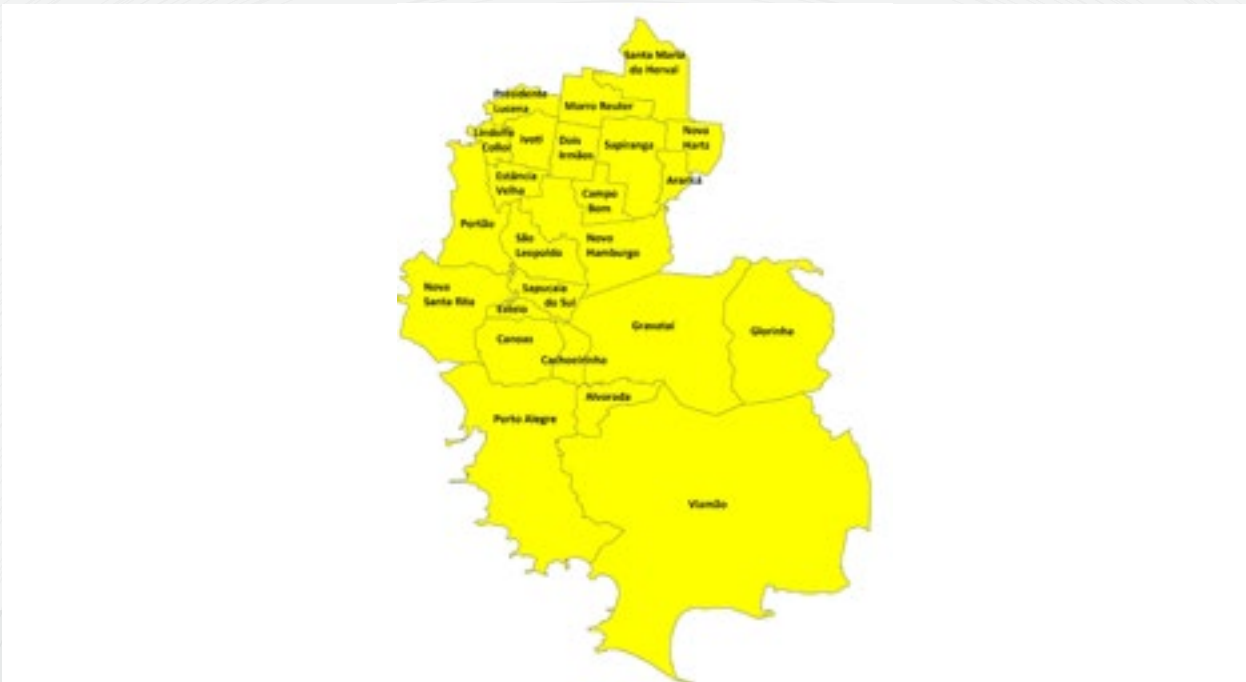 Santa Maria
do Herval
Presidente
Lucena
Morro Reuter
Lindolfo
Collor
Ivoti
Dois
Irmãos
Sapiranga
Nova
Hartz
Araricá
Estância
Velha
Campo
Bom
Portão
São
Leopoldo
Novo
Hamburgo
Nova
Santa Rita
Sapucaia
do Sul
Esteio
Gravataí
Glorinha
Canoas
Cachoeirinha
Alvorada
Porto Alegre
Viamão